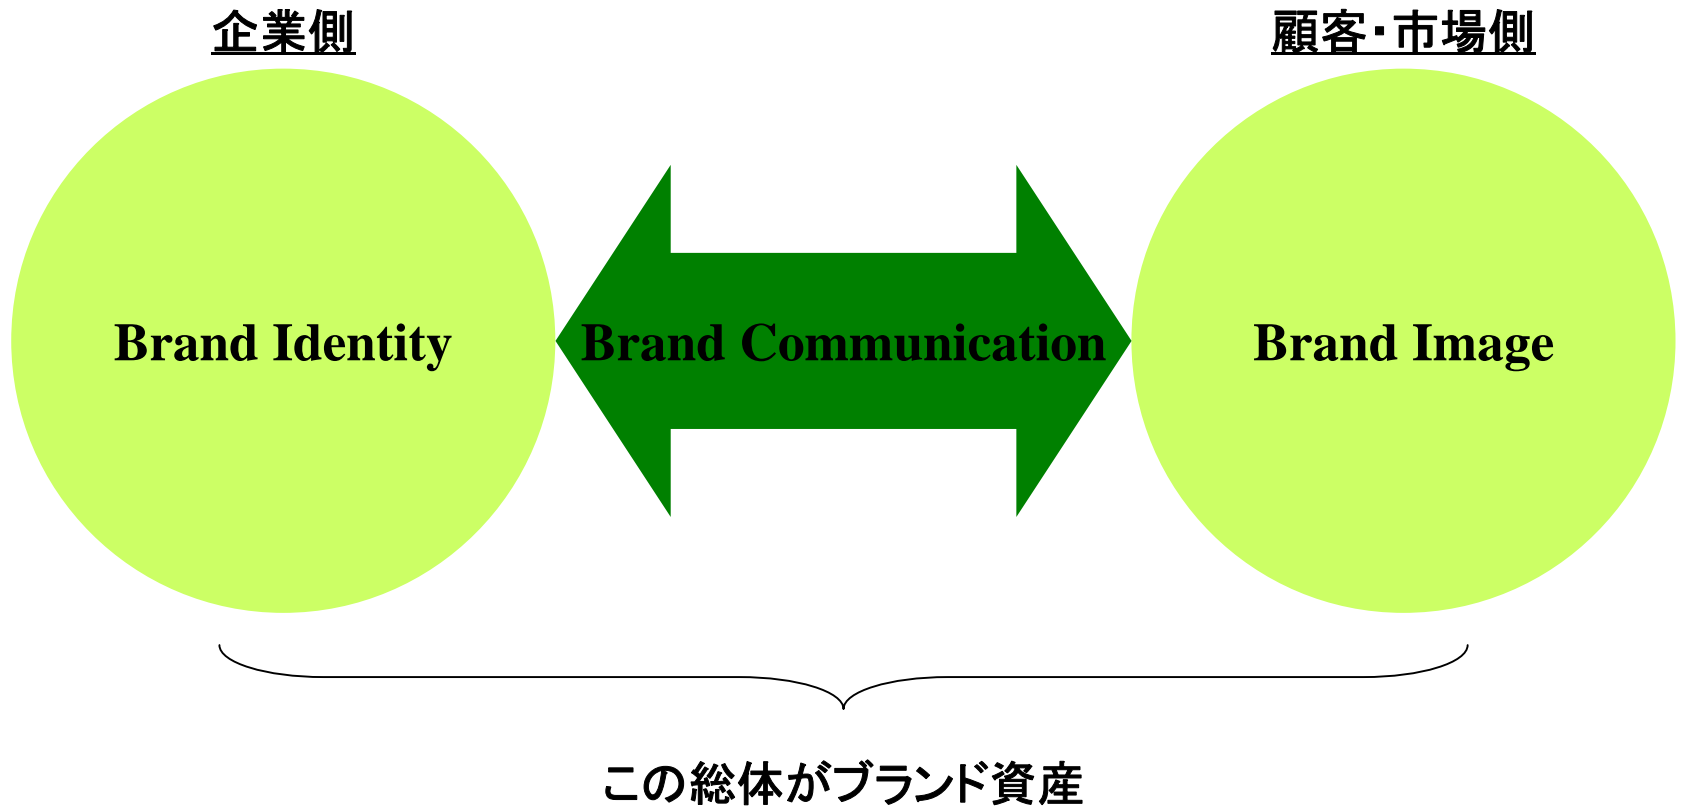 企業側
顧客・市場側
Brand Identity
Brand Communication
Brand Image
この総体がブランド資産